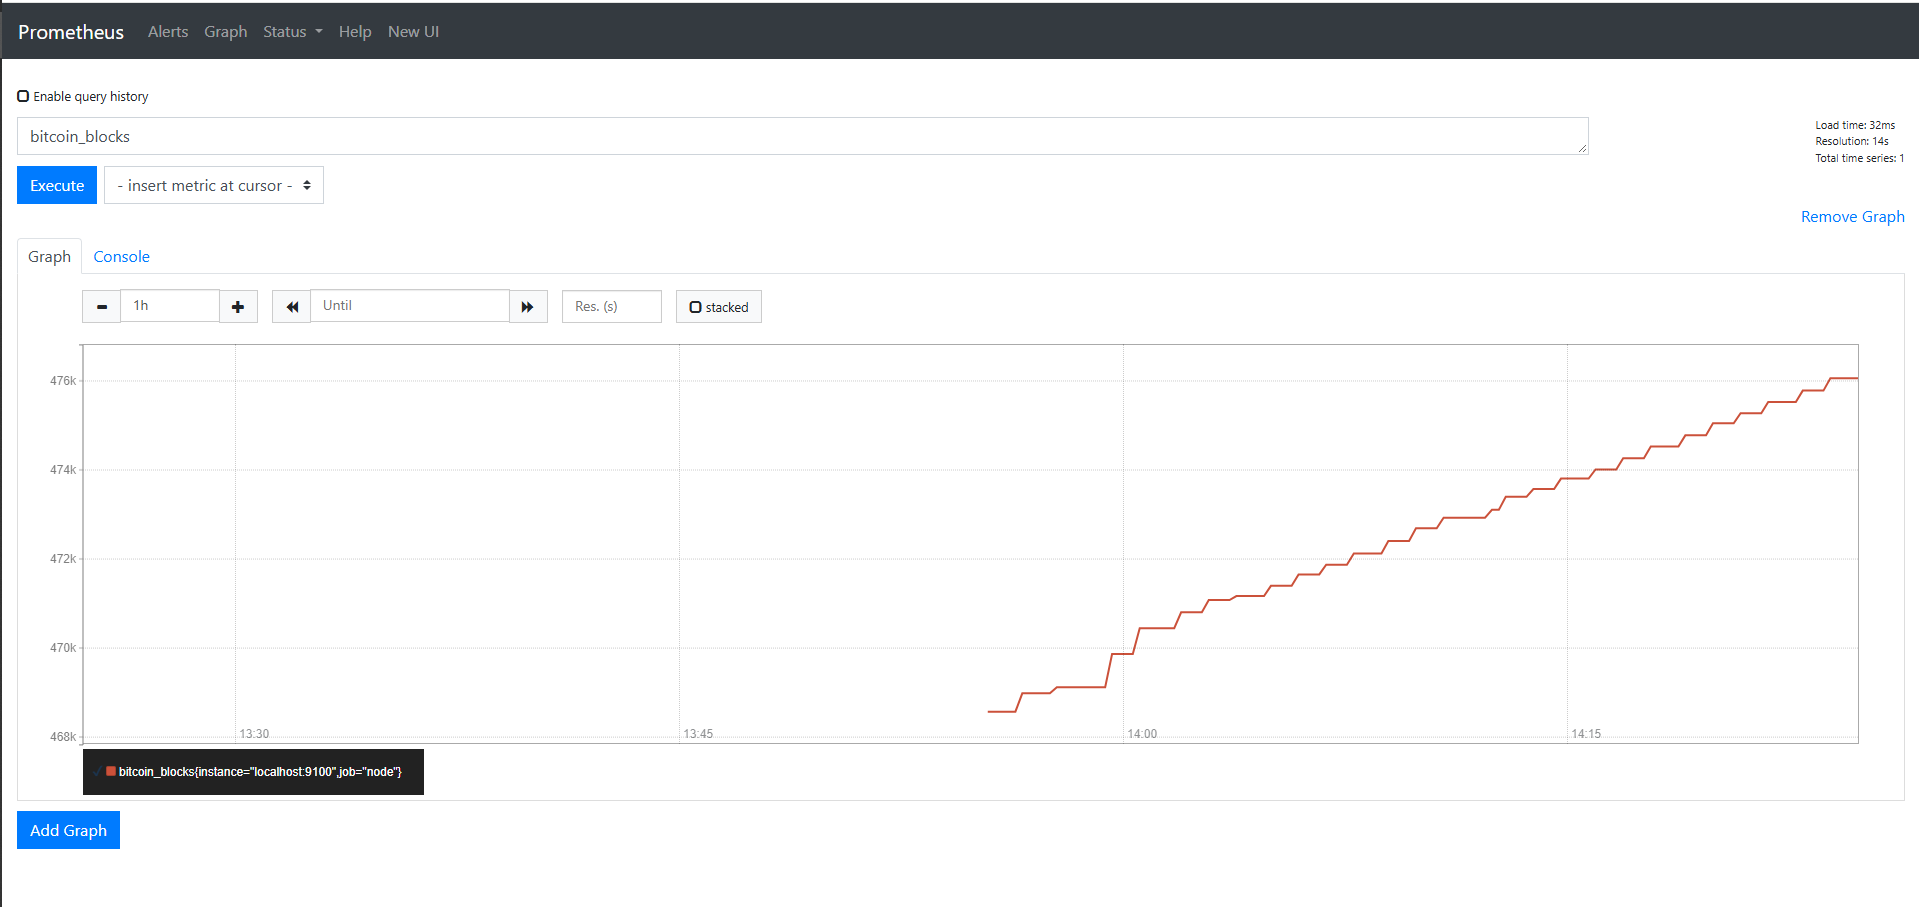 Prometheus Alerts Graph Status Help New UI
Enable query history
bitcoin_blocks
Load time: 32ms
Resolution: 14s
Total time series: 1
Execute
- insert metric at cursor -
Remove Graph
Graph Console
1h Until Res. (s) stacked
476k
474k
472k
470k
468k
13:30 13:45 14:00 14:15
bitcoin_blocks{instance="localhost:9100",job="node"}
Add Graph